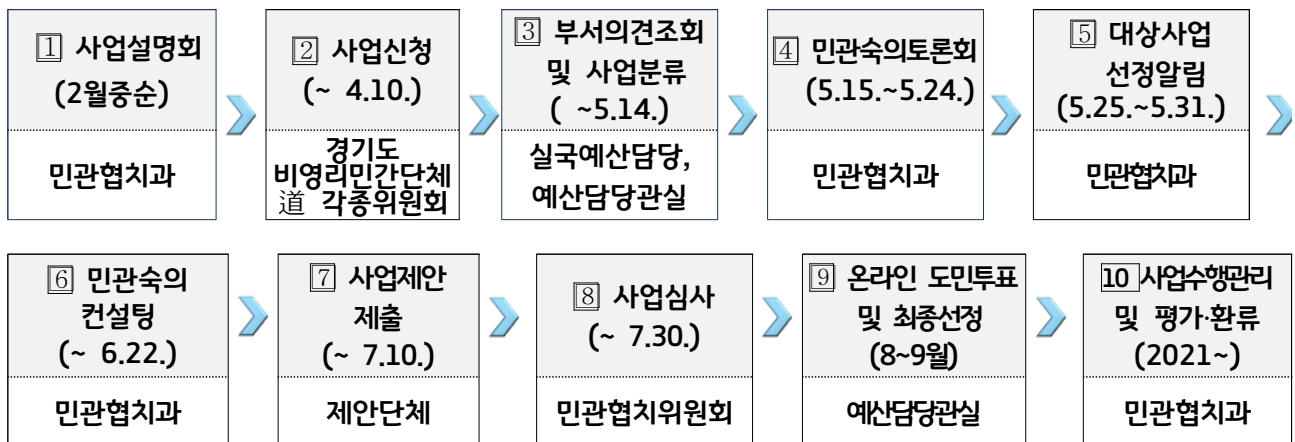 1 사업설명회
(2월중순)
민관협치과
2 사업신청
(~ 4.10.)
경기도
비영리민간단체
道 각종위원회
3 부서의견조회
및 사업분류
( ~5.14.)
실국예산담당,
예산담당관실
4 민관숙의토론회
(5.15.~5.24.)
민관협치과
5 대상사업
선정알림
(5.25.~5.31.)
민관협치과
6 민관숙의
컨설팅
(~ 6.22.)
민관협치과
7 사업제안
제출
(~ 7.10.)
제안단체
8 사업심사
(~ 7.30.)
민관협치위원회
9 온라인 도민투표
및 최종선정
(8~9월)
예산담당관실
10 사업수행관리
및 평가·환류
(2021~)
민관협치과